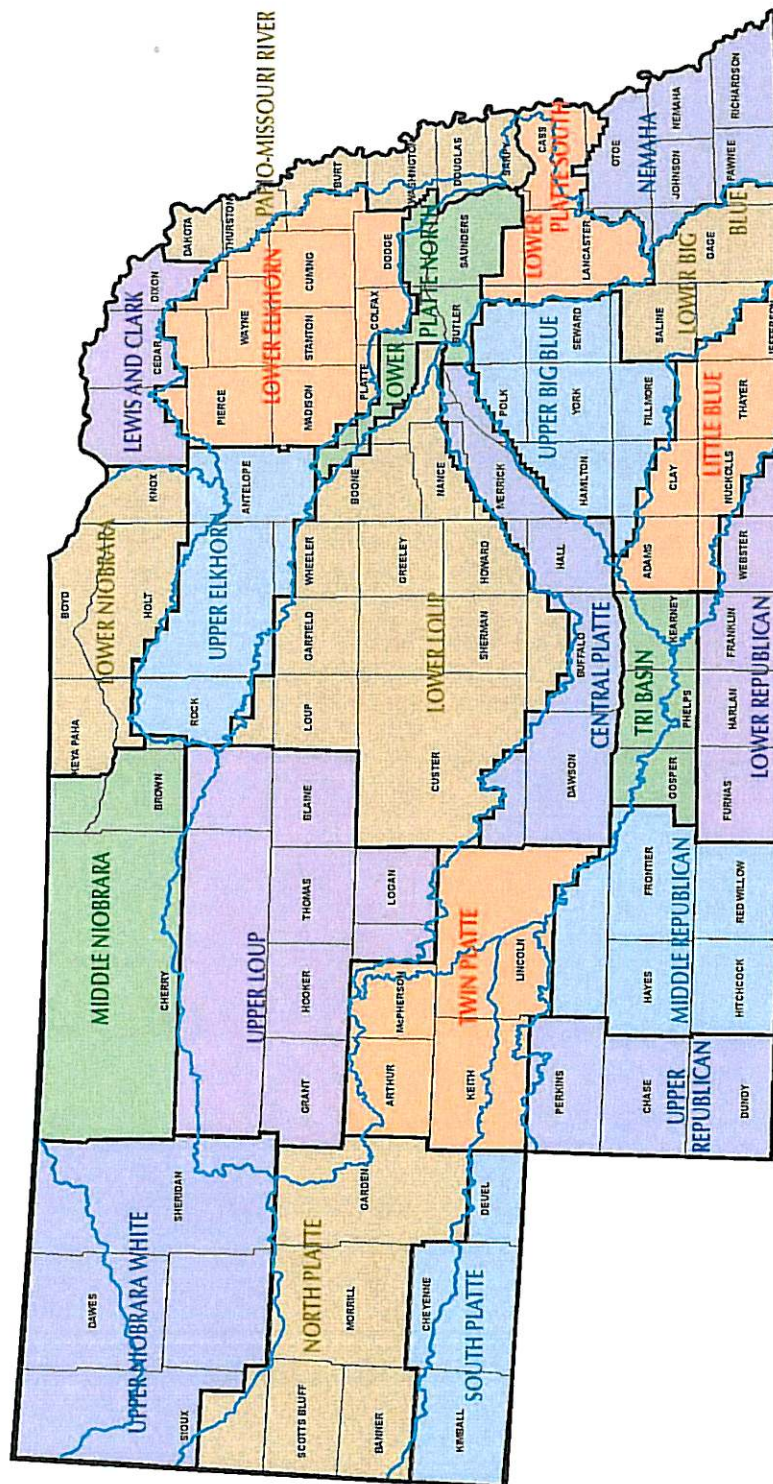 UPPER NIOBRARA WHITE
DAWES
SIOUX
SHERIDAN
MIDDLE NIOBRARA
CHERRY
BROWN
KEYA PAHA
BOYD
LOWER NIOBRARA
HOLT
KNOX
LEWIS AND CLARK
CEDAR
DIXON
DAKOTA
THURSTON
PAPIO-MISSOURI RIVER
BURT
WASHINGTON
DOUGLAS
SARPY
ROCK
UPPER ELKHORN
ANTELOPE
PIERCE
WAYNE
LOWER ELKHORN
CUMING
STANTON
MADISON
PLATTE
COLFAX
DODGE
NORTH PLATTE
SCOTTS BLUFF
BANNER
MORRILL
GARDEN
SOUTH PLATTE
KIMBALL
CHEYENNE
DEUEL
UPPER LOUP
GRANT
HOOKER
THOMAS
BLAINE
LOGAN
LOUP
GARFIELD
WHEELER
LOWER LOUP
CUSTER
GREELEY
SHERMAN
HOWARD
BOONE
NANCE
LOWER PLATTE NORTH
BUTLER
SAUNDERS
LOWER PLATTE SOUTH
CASS
LANCASTER
TWIN PLATTE
ARTHUR
McPHERSON
KEITH
LINCOLN
CENTRAL PLATTE
DAWSON
BUFFALO
HALL
MERRICK
UPPER BIG BLUE
POLK
SEWARD
YORK
HAMILTON
FILLMORE
LOWER BIG BLUE
SALINE
GAGE
NEMAHA
OTOE
JOHNSON
NEMAHA
PAWNEE
RICHARDSON
UPPER REPUBLICAN
PERKINS
CHASE
DUNDY
MIDDLE REPUBLICAN
HAYES
FRONTIER
HITCHCOCK
RED WILLOW
TRI BASIN
GOSPER
PHELPS
KEARNEY
LOWER REPUBLICAN
FURNAS
HARLAN
FRANKLIN
WEBSTER
LITTLE BLUE
ADAMS
CLAY
NUCKOLLS
THAYER